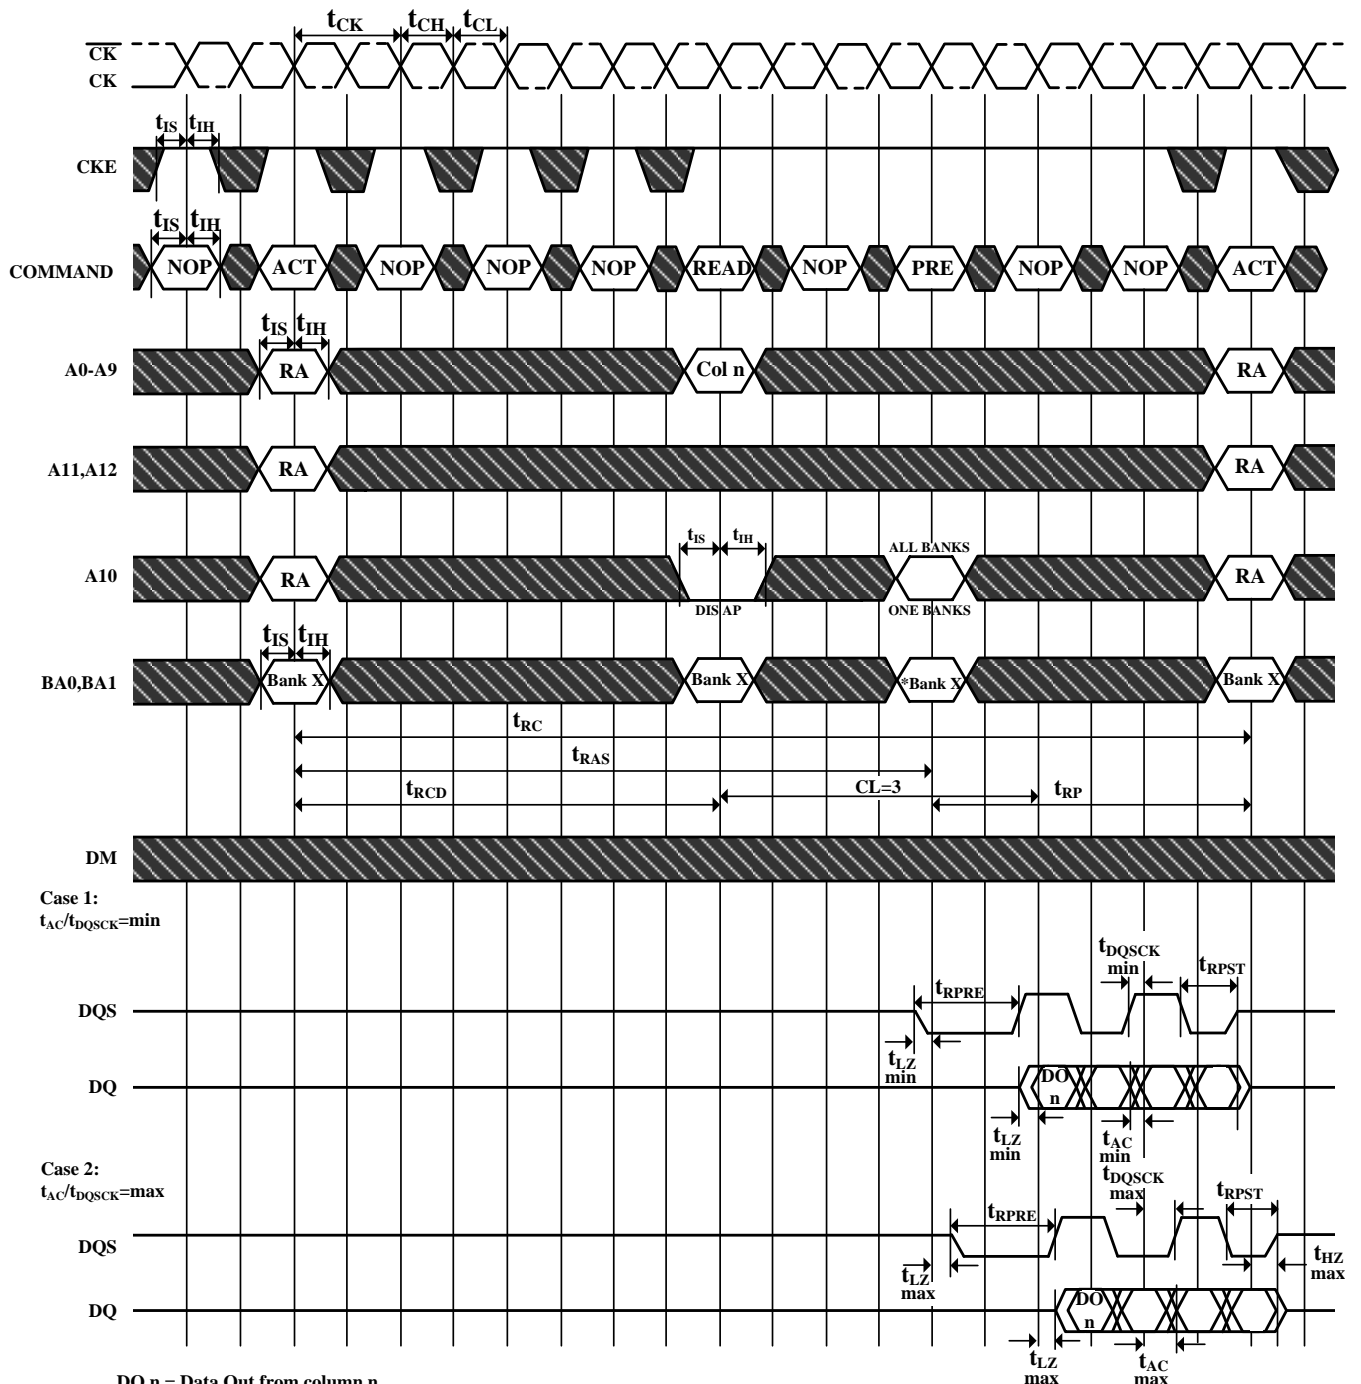 tCK tCH tCL
CK
CK
tIS tIH
CKE
tIS tIH
COMMAND NOP ACT NOP NOP NOP READ NOP PRE NOP NOP ACT
tIS tIH
A0-A9 RA Col n RA
A11,A12 RA RA
tIS tIH ALL BANKS
A10 RA RA
DIS AP ONE BANKS
tIS tIH
BA0,BA1 Bank X Bank X *Bank X Bank X
tRC
tRAS
tRCD CL=3 tRP
DM
Case 1:
tAC/tDQSCK=min
tDQSCK
min
tRPST
tRPRE
DQS
tLZ
min
DQ DO
n
tLZ
min
tAC
min
Case 2:
tAC/tDQSCK=max
tDQSCK
max
tRPST
tRPRE
DQS
tLZ
max
tHZ
max
DQ DO
n
tLZ
max
tAC
max
DO n = Data Out from column n